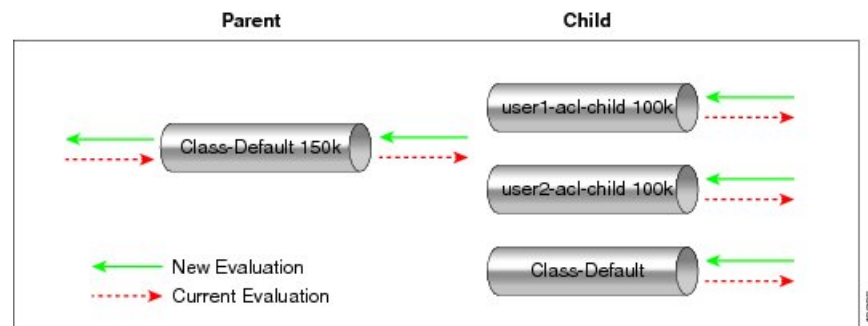 Parent Child
user1-acl-child 100k
Class-Default 150k
user2-acl-child 100k
Class-Default
New Evaluation
Current Evaluation